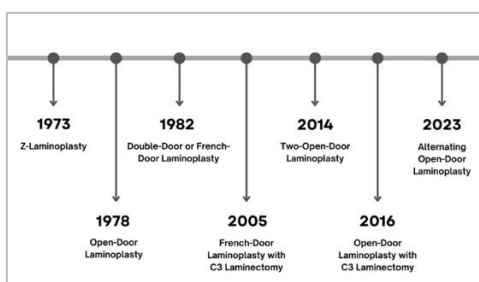 1973
Z-Laminoplasty
1982
Double-Door or French-
Door Laminoplasty
2014
Two-Open-Door
Laminoplasty
2023
Alternating
Open-Door
Laminoplasty
1978
Open-Door
Laminoplasty
2005
French-Door
Laminoplasty with
C3 Laminectomy
2016
Open-Door
Laminoplasty with
C3 Laminectomy